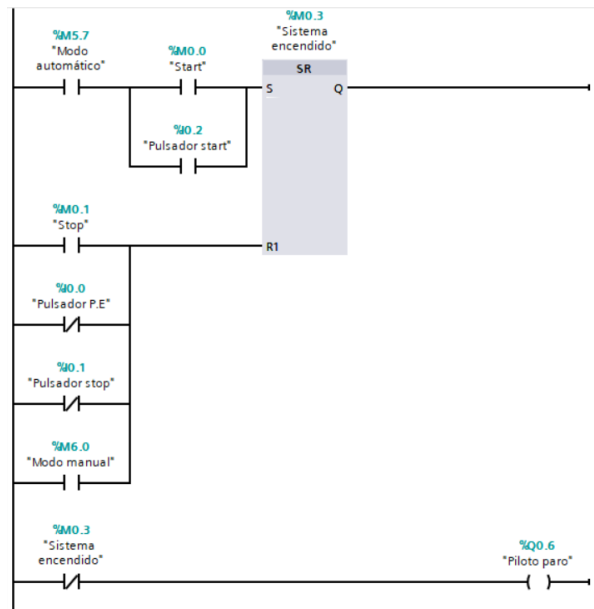 %M0.3
"Sistema
encendido"
%M5.7
"Modo
automático"
%M0.0
"Start"
SR
S
Q
%I0.2
"Pulsador start"
%M0.1
"Stop"
R1
%I0.0
"Pulsador P.E"
%I0.1
"Pulsador stop"
%M6.0
"Modo manual"
%M0.3
"Sistema
encendido"
%Q0.6
"Piloto paro"